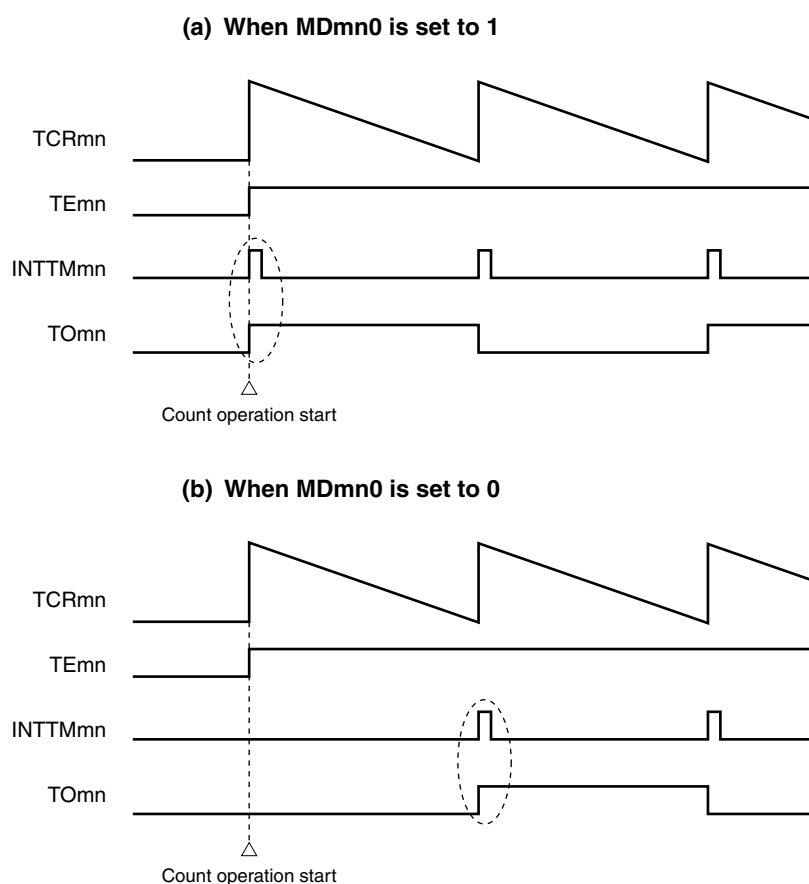 (a) When MDmn0 is set to 1
TCRmn
TEmn
INTTMmn
TOmn
Count operation start
(b) When MDmn0 is set to 0
TCRmn
TEmn
INTTMmn
TOmn
Count operation start